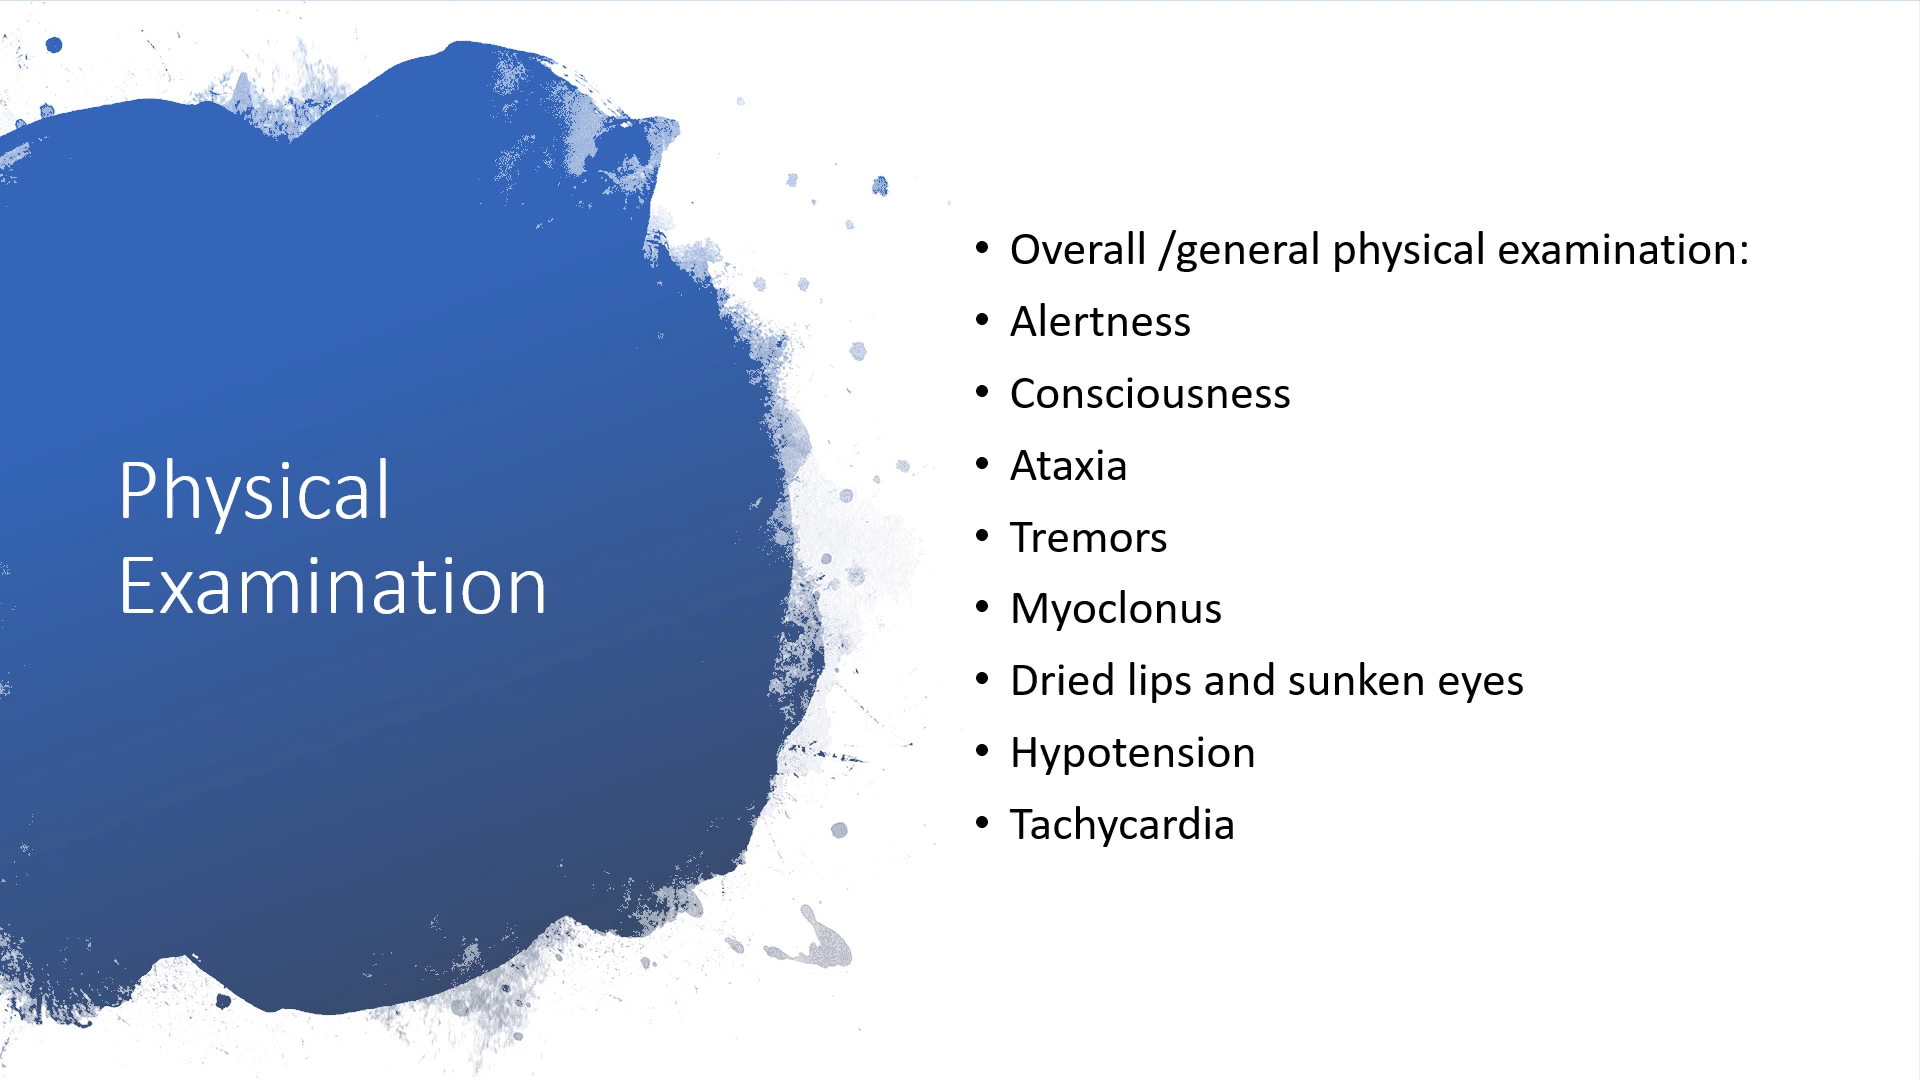 Physical
Examination
• Overall /general physical examination:
• Alertness
• Consciousness
• Ataxia
• Tremors
• Myoclonus
• Dried lips and sunken eyes
• Hypotension
• Tachycardia